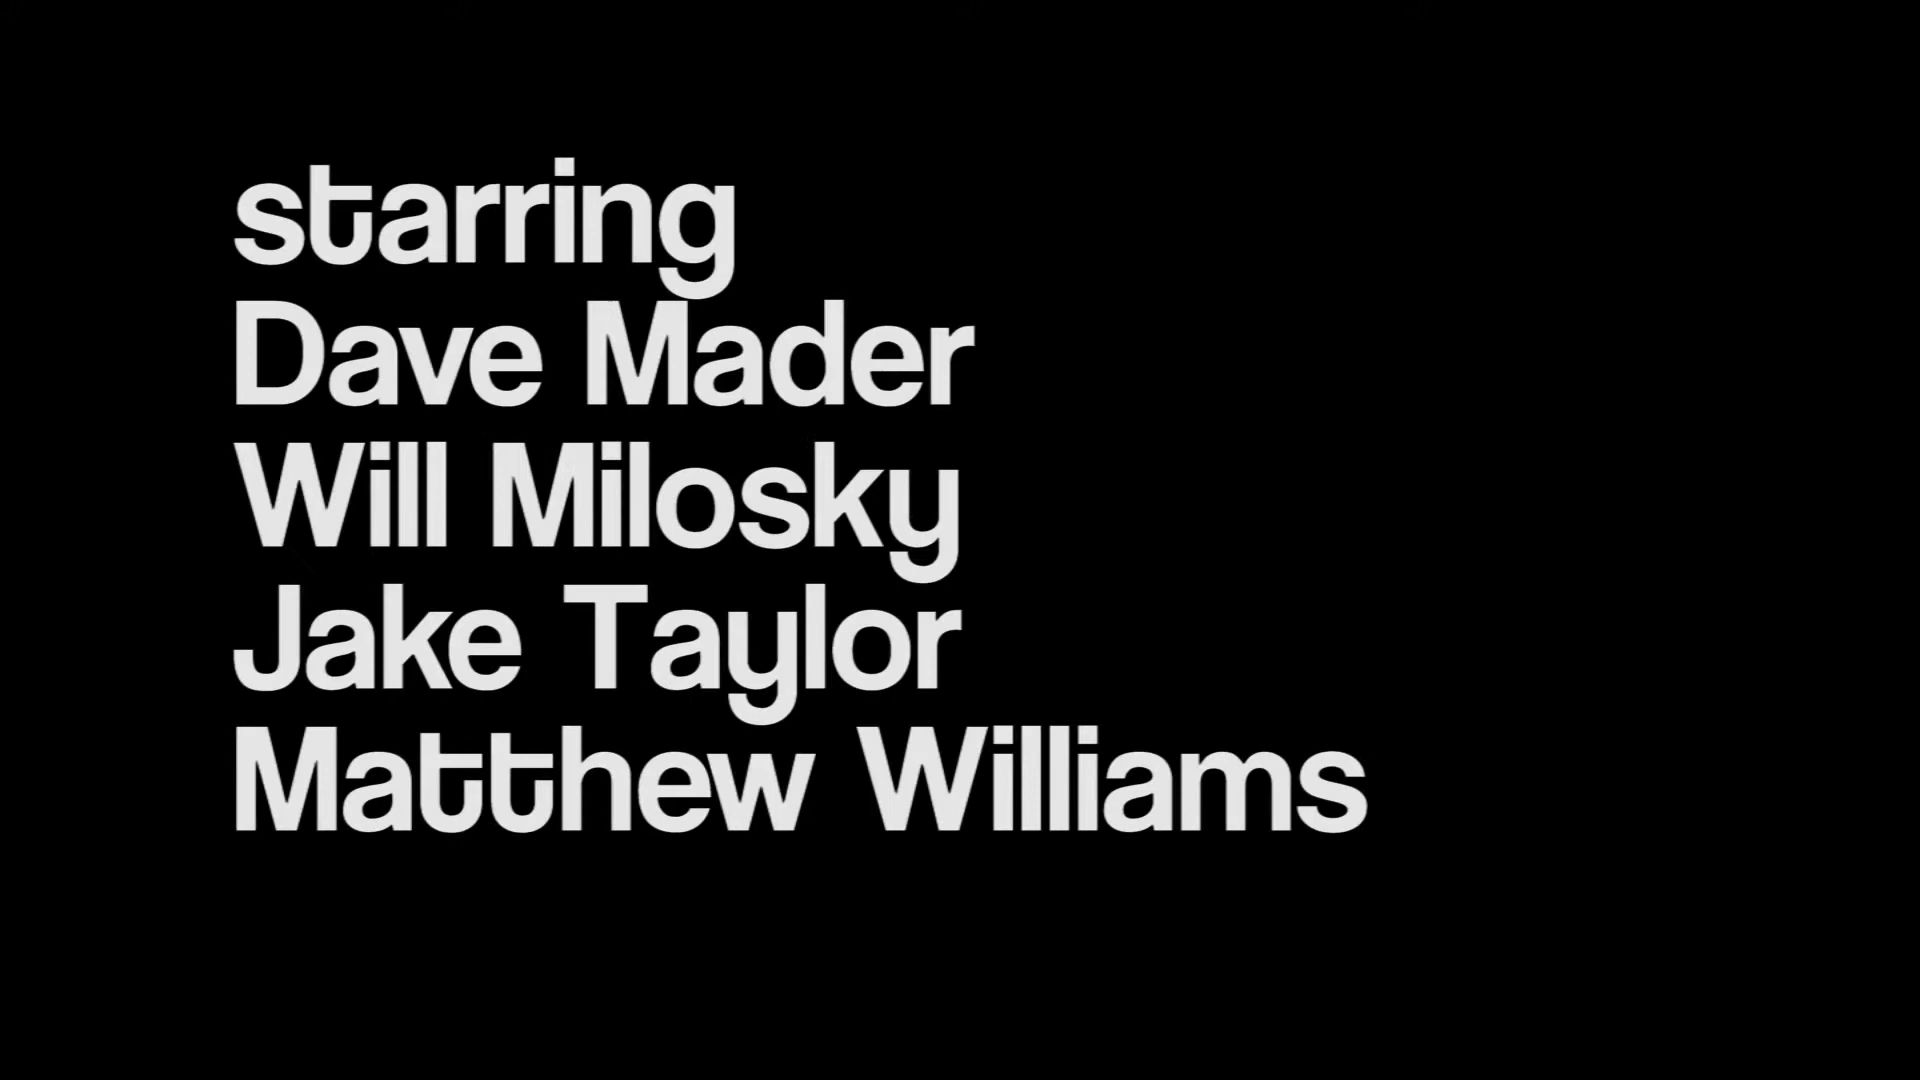 starring
Dave Mader
Will Milosky
Jake Taylor
Matthew Williams